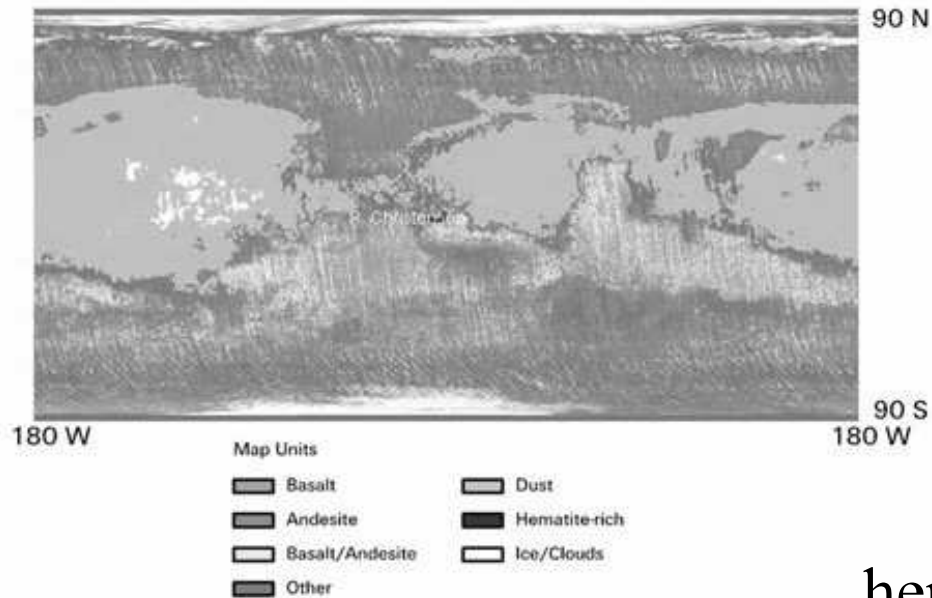 90 N
P. Christensen
90 S
180 W
180 W
Map Units
Basalt
Dust
Andesite
Hematite-rich
Basalt/Andesite
Ice/Clouds
Other